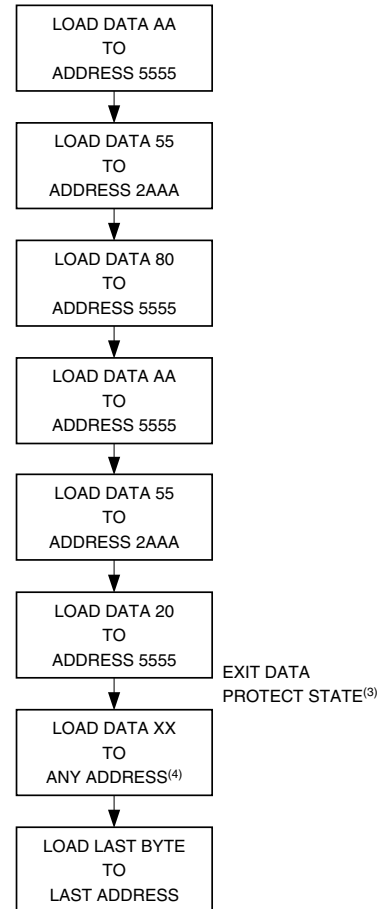 LOAD DATA AA
TO
ADDRESS 5555
LOAD DATA 55
TO
ADDRESS 2AAA
LOAD DATA 80
TO
ADDRESS 5555
LOAD DATA AA
TO
ADDRESS 5555
LOAD DATA 55
TO
ADDRESS 2AAA
LOAD DATA 20
TO
ADDRESS 5555
EXIT DATA
PROTECT STATE(3)
LOAD DATA XX
TO
ANY ADDRESS(4)
LOAD LAST BYTE
TO
LAST ADDRESS